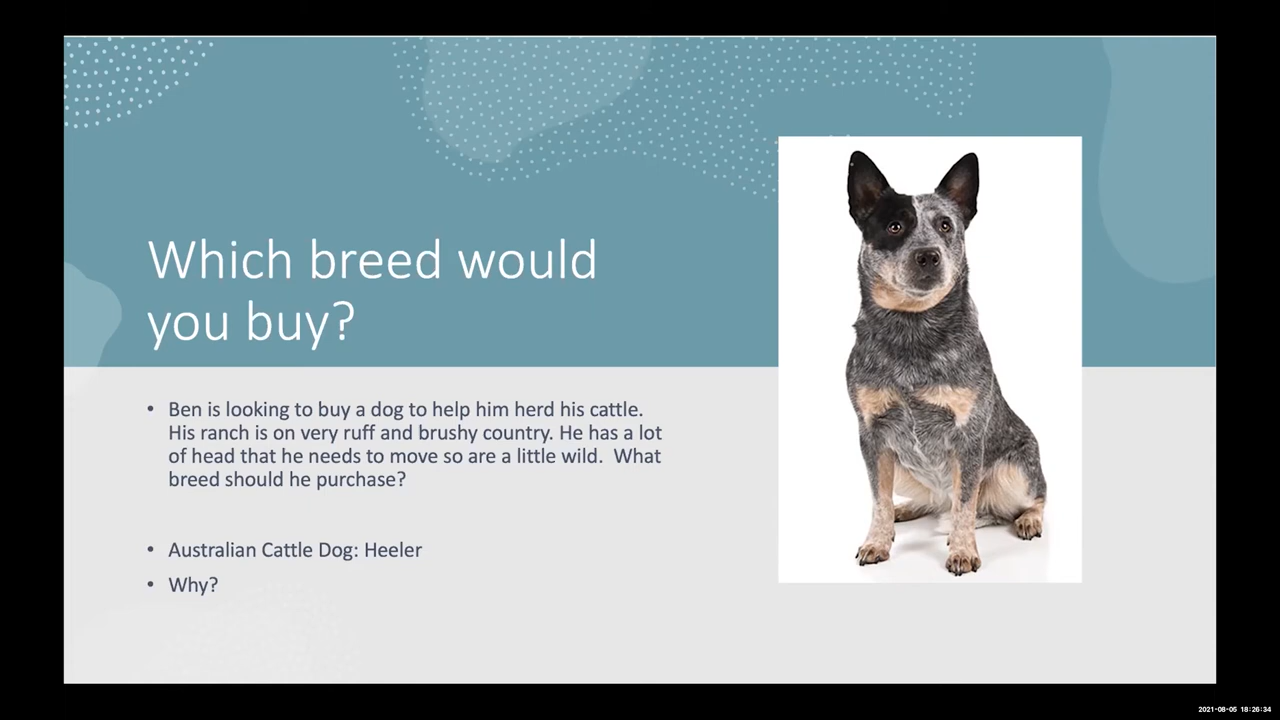 Which breed would
you buy?
• Ben is looking to buy a dog to help him herd his cattle.
His ranch is on very ruff and brushy country. He has a lot
of head that he needs to move so are a little wild.  What
breed should he purchase?
• Australian Cattle Dog: Heeler
• Why?
2021-08-05 18:26:34